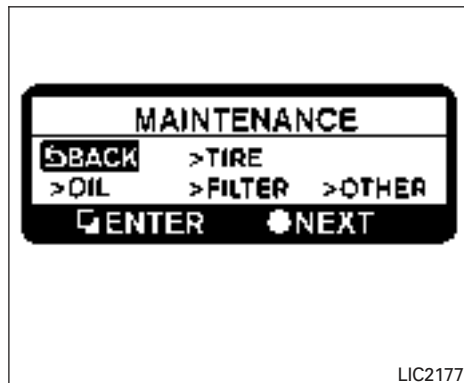 MAINTENANCE
BACK >TIRE
>OIL >FILTER >OTHER
ENTER NEXT
LIC2177